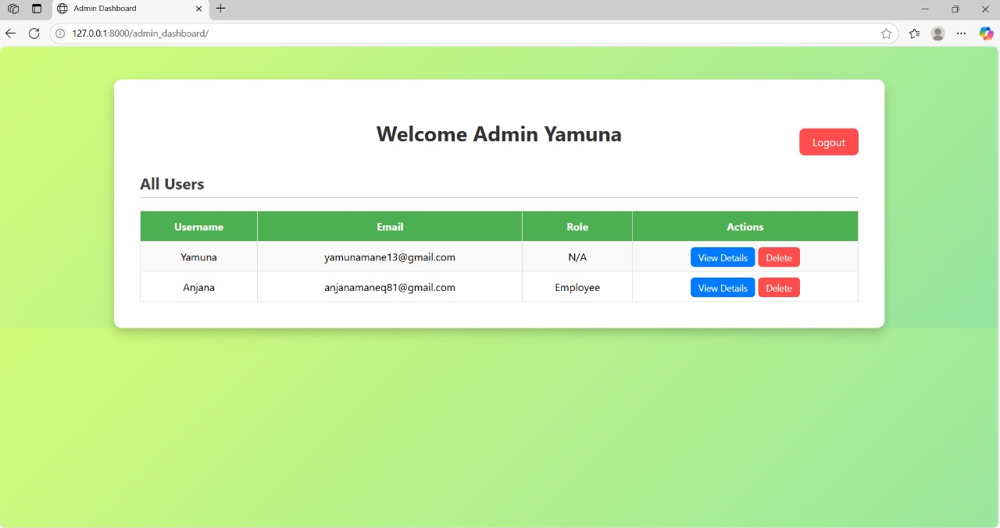 Admin Dashboard
127.0.0.1:8000/admin_dashboard/
Welcome Admin Yamuna
Logout
All Users
Username Email Role Actions
Yamuna yamunamane13@gmail.com N/A View Details Delete
Anjana anjanamaneq81@gmail.com Employee View Details Delete